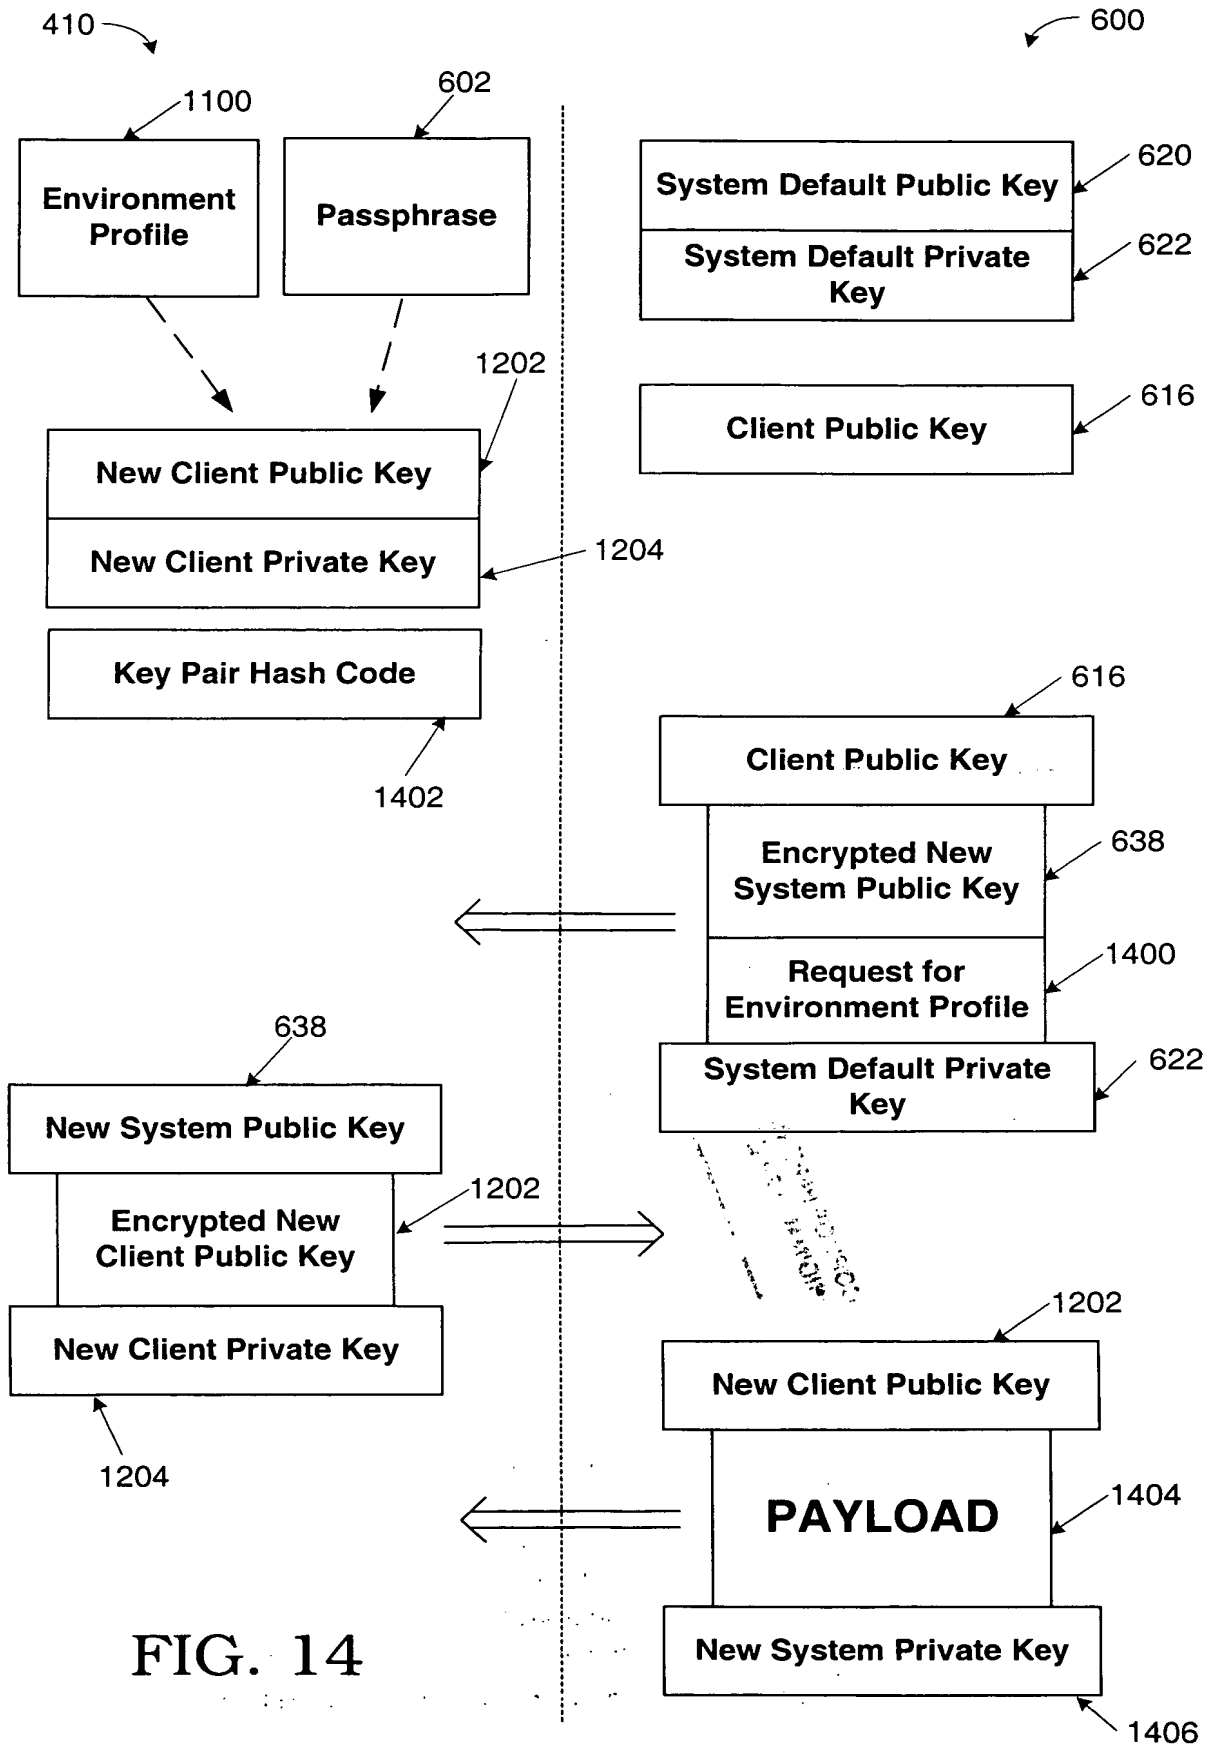 410
600
1100
602
Environment
Profile
Passphrase
620
System Default Public Key
622
System Default Private
Key
1202
616
Client Public Key
New Client Public Key
1204
New Client Private Key
Key Pair Hash Code
1402
616
Client Public Key
638
Encrypted New
System Public Key
1400
Request for
Environment Profile
622
System Default Private
Key
638
New System Public Key
1202
Encrypted New
Client Public Key
New Client Private Key
1204
1202
New Client Public Key
1404
PAYLOAD
New System Private Key
1406
FIG. 14